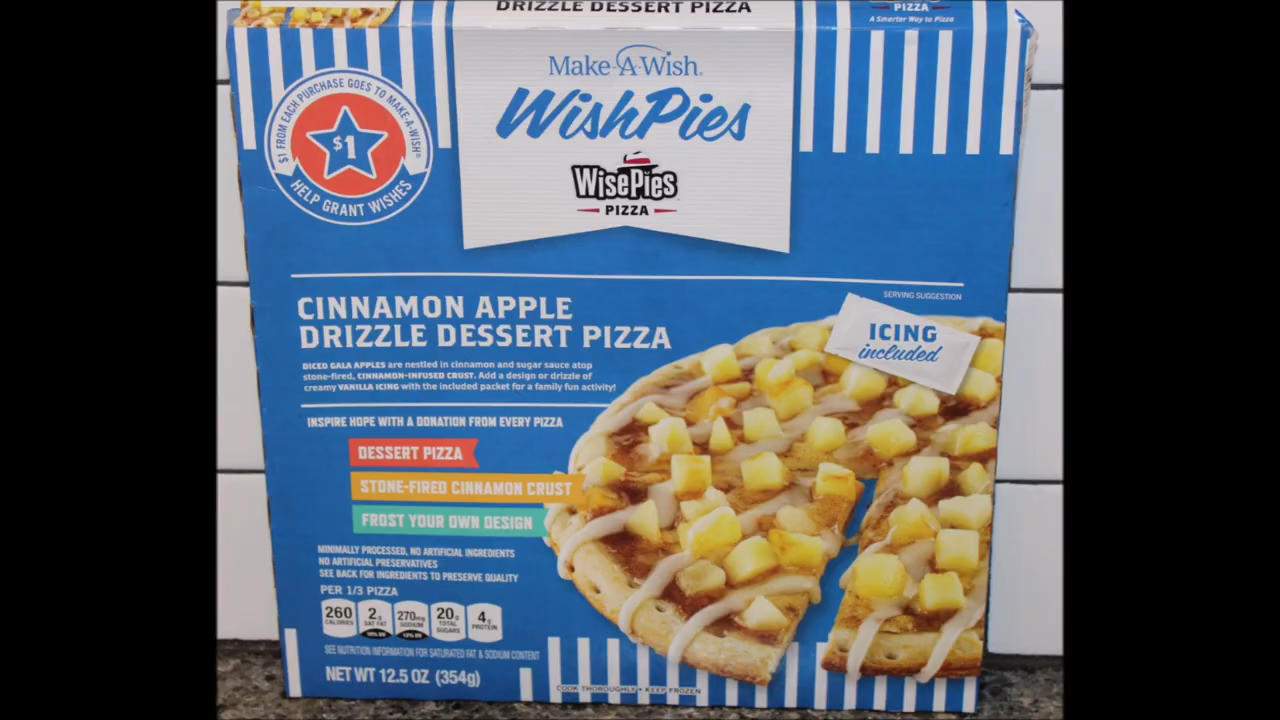 DRIZZLE DESSERT PIZZA
PIZZA
A Smarter Way to Pizza
$1 FROM EACH PURCHASE GOES TO MAKE-A-WISH®
$1
HELP GRANT WISHES
Make-A-Wish®
WishPies
WisePies
PIZZA
CINNAMON APPLE
DRIZZLE DESSERT PIZZA
SERVING SUGGESTION
ICING
included
DICED GALA APPLES are nestled in cinnamon and sugar sauce atop
stone-fired, CINNAMON-INFUSED CRUST. Add a design or drizzle of
creamy VANILLA ICING with the included packet for a family fun activity!
INSPIRE HOPE WITH A DONATION FROM EVERY PIZZA
DESSERT PIZZA
STONE-FIRED CINNAMON CRUST
FROST YOUR OWN DESIGN
MINIMALLY PROCESSED, NO ARTIFICIAL INGREDIENTS
NO ARTIFICIAL PRESERVATIVES
SEE BACK FOR INGREDIENTS TO PRESERVE QUALITY
PER 1/3 PIZZA
260 CALORIES
2g SAT FAT 10% DV
270mg SODIUM 12% DV
20g TOTAL SUGARS
4g PROTEIN
SEE NUTRITION INFORMATION FOR SATURATED FAT & SODIUM CONTENT
NET WT 12.5 OZ (354g)
COOK THOROUGHLY • KEEP FROZEN